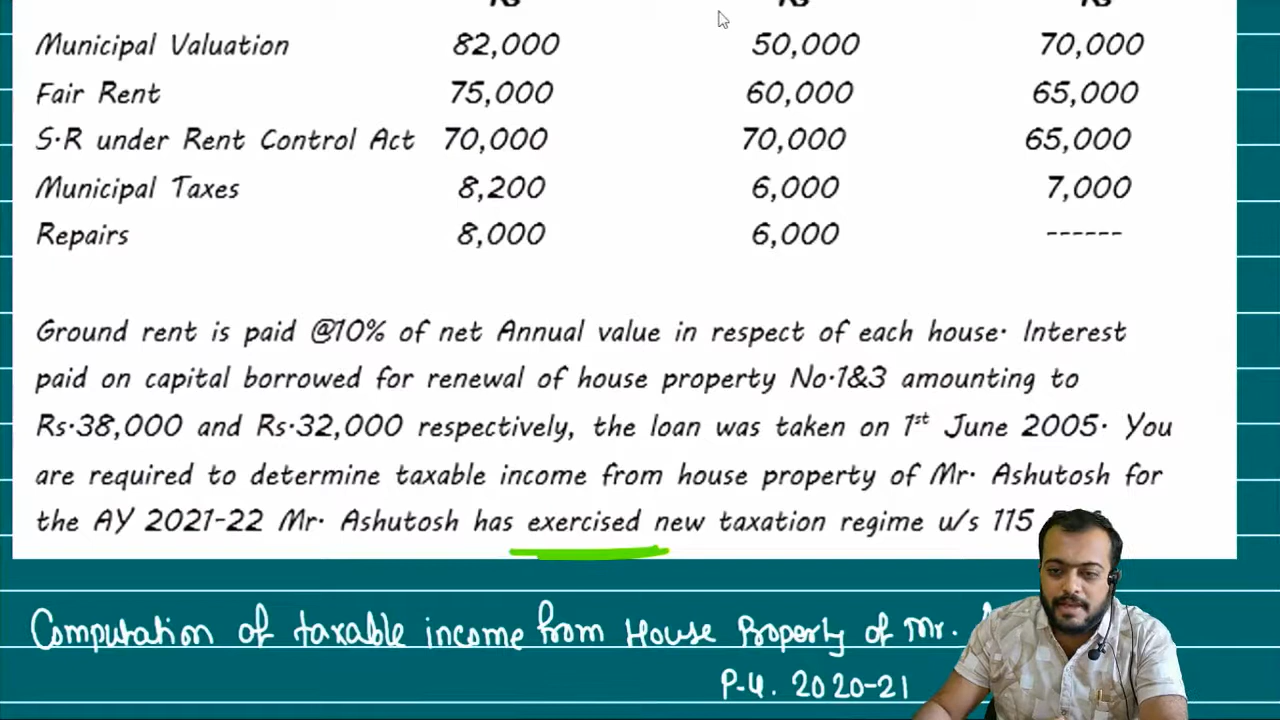 Rs Rs Rs
Municipal Valuation 82,000 50,000 70,000
Fair Rent 75,000 60,000 65,000
S.R under Rent Control Act 70,000 70,000 65,000
Municipal Taxes 8,200 6,000 7,000
Repairs 8,000 6,000 ------
Ground rent is paid @10% of net Annual value in respect of each house. Interest
paid on capital borrowed for renewal of house property No.1&3 amounting to
Rs.38,000 and Rs.32,000 respectively, the loan was taken on 1st June 2005. You
are required to determine taxable income from house property of Mr. Ashutosh for
the AY 2021-22 Mr. Ashutosh has exercised new taxation regime u/s 115
Computation of taxable income from House Property of Mr.
P.Y. 2020-21